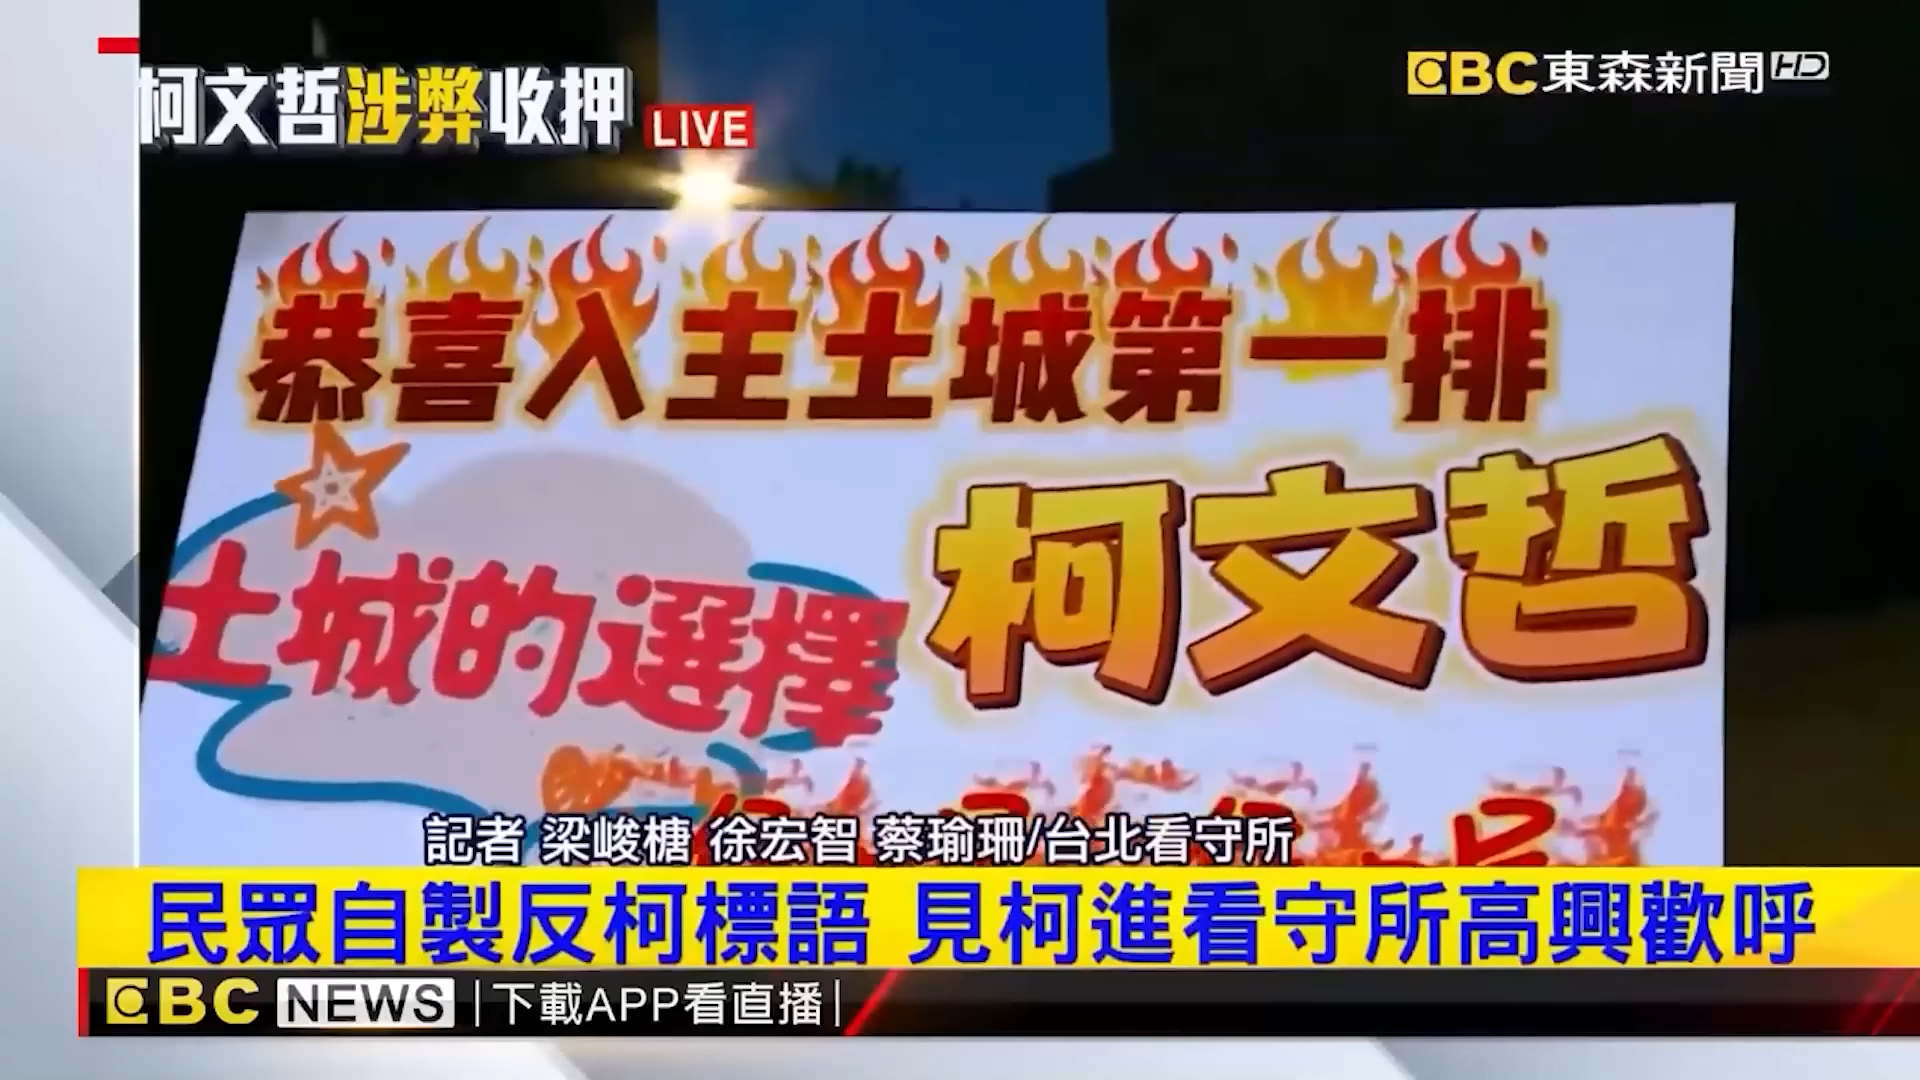 柯文哲涉弊收押 LIVE
EBC東森新聞HD
恭喜入主土城第一排
土城的選擇
柯文哲
記者 梁峻榶 徐宏智 蔡瑜珊/台北看守所
民眾自製反柯標語 見柯進看守所高興歡呼
EBC NEWS |下載APP看直播|